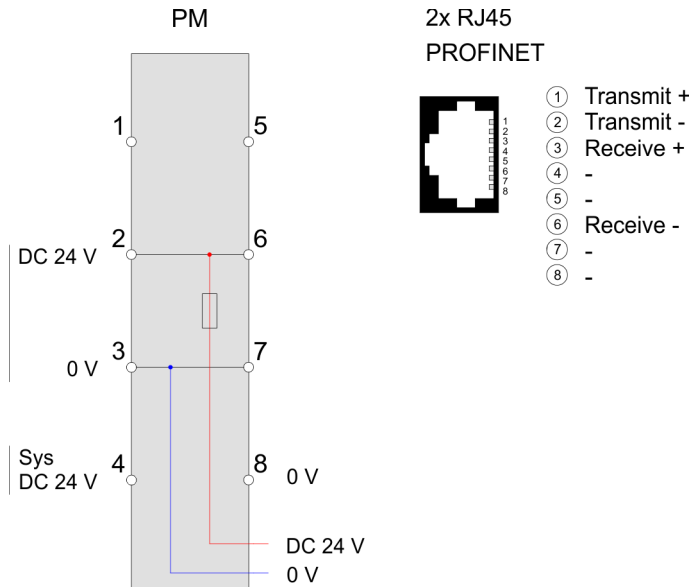 PM
1
5
2
6
DC 24 V
3
7
0 V
Sys
DC 24 V
4
8
0 V
DC 24 V
0 V
2x RJ45
PROFINET
1
2
3
4
5
6
7
8
1 Transmit +
2 Transmit -
3 Receive +
4 -
5 -
6 Receive -
7 -
8 -